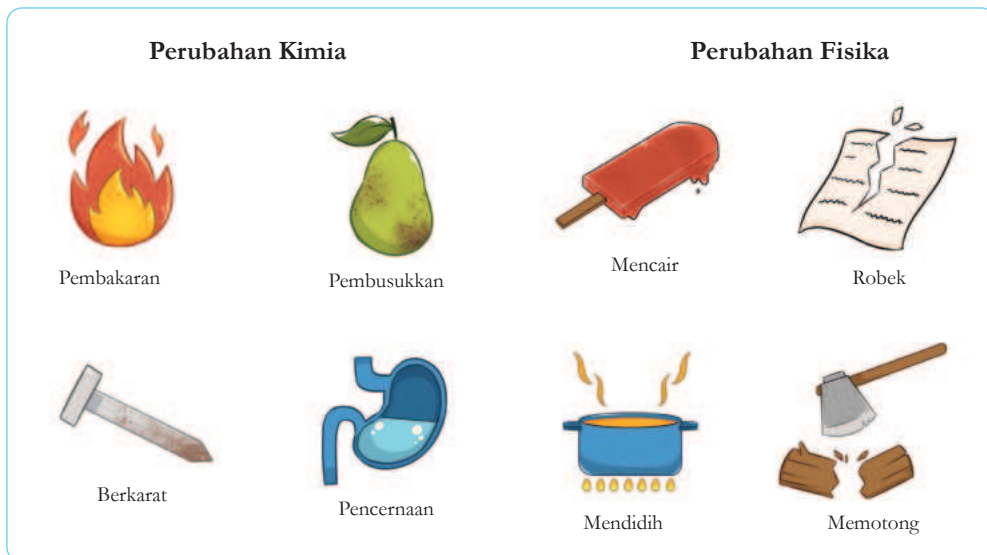 Perubahan Kimia
Perubahan Fisika
Pembakaran
Pembusukkan
Mencair
Robek
Berkarat
Pencernaan
Mendidih
Memotong